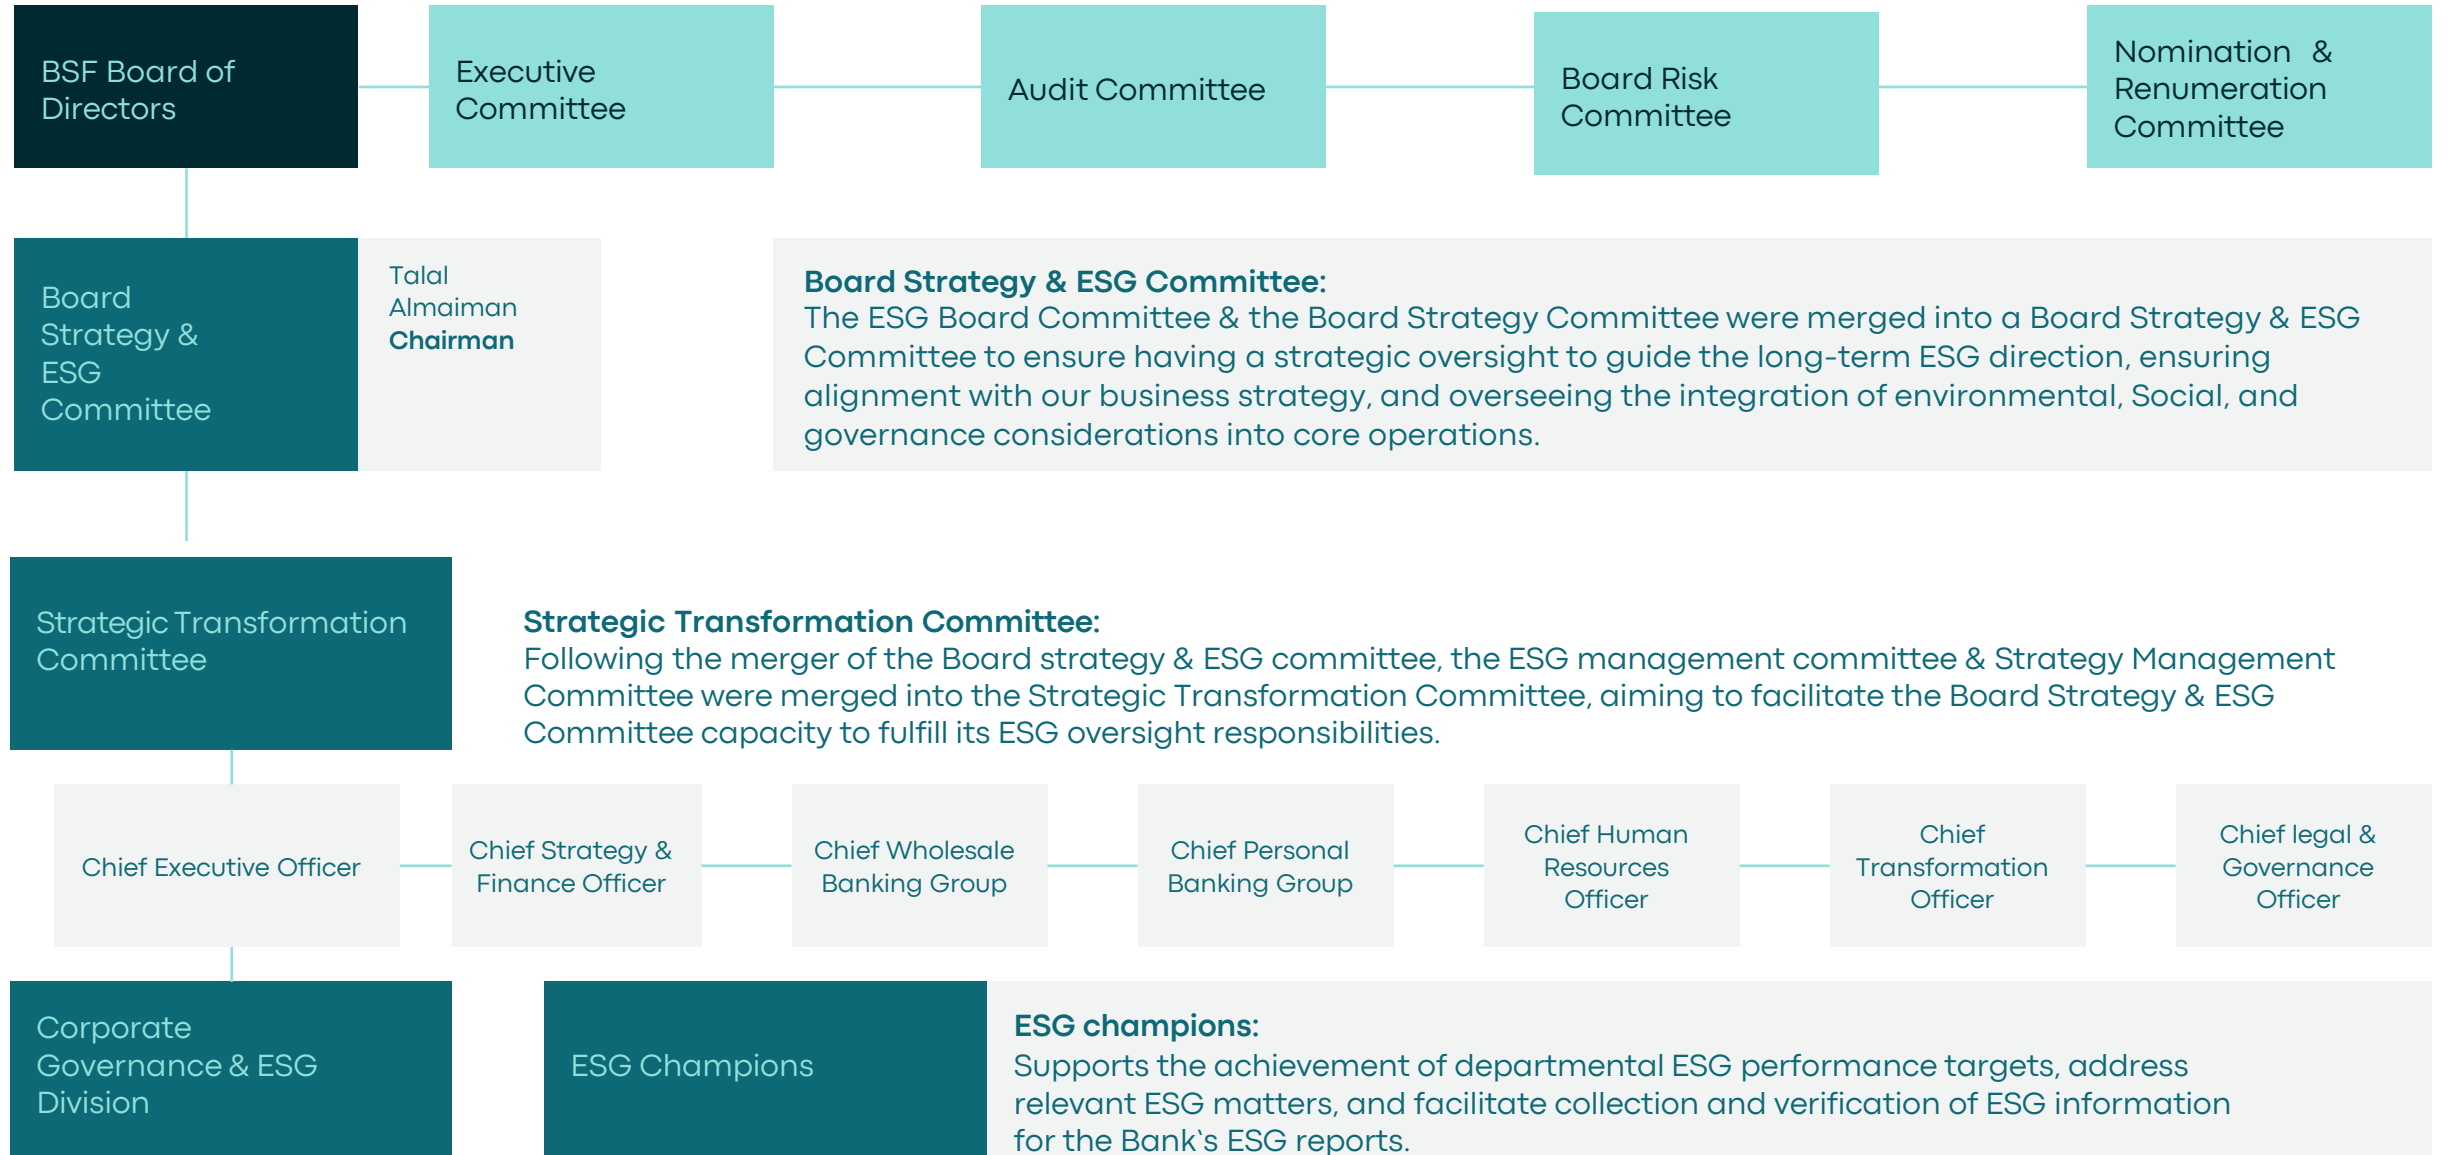 BSF Board of
Directors
Executive
Committee
Audit Committee
Board Risk
Committee
Nomination &
Renumeration
Committee
Board
Strategy &
ESG
Committee
Talal
Almaiman
Chairman
Board Strategy & ESG Committee:
The ESG Board Committee & the Board Strategy Committee were merged into a Board Strategy & ESG
Committee to ensure having a strategic oversight to guide the long-term ESG direction, ensuring
alignment with our business strategy, and overseeing the integration of environmental, Social, and
governance considerations into core operations.
Strategic Transformation
Committee
Strategic Transformation Committee:
Following the merger of the Board strategy & ESG committee, the ESG management committee & Strategy Management
Committee were merged into the Strategic Transformation Committee, aiming to facilitate the Board Strategy & ESG
Committee capacity to fulfill its ESG oversight responsibilities.
Chief Executive Officer
Chief Strategy &
Finance Officer
Chief Wholesale
Banking Group
Chief Personal
Banking Group
Chief Human
Resources
Officer
Chief
Transformation
Officer
Chief legal &
Governance
Officer
Corporate
Governance & ESG
Division
ESG Champions
ESG champions:
Supports the achievement of departmental ESG performance targets, address
relevant ESG matters, and facilitate collection and verification of ESG information
for the Bank`s ESG reports.